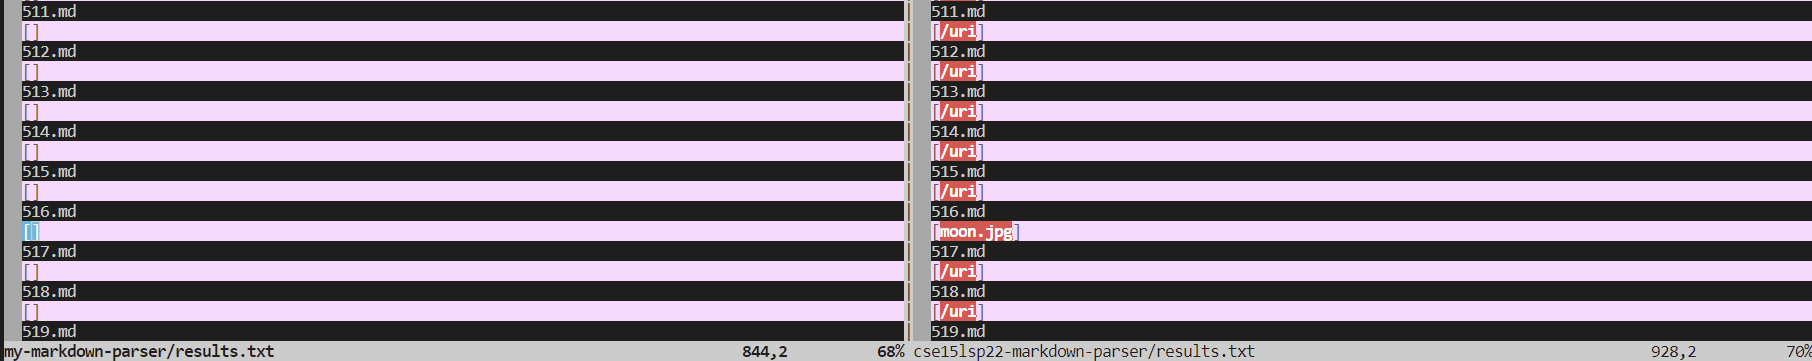 511.md
[]
512.md
[]
513.md
[]
514.md
[]
515.md
[]
516.md
[]
517.md
[]
518.md
[]
519.md
my-markdown-parser/results.txt 844,2 68%
511.md
[/uri]
512.md
[/uri]
513.md
[/uri]
514.md
[/uri]
515.md
[/uri]
516.md
[moon.jpg]
517.md
[/uri]
518.md
[/uri]
519.md
cse15lsp22-markdown-parser/results.txt 928,2 70%